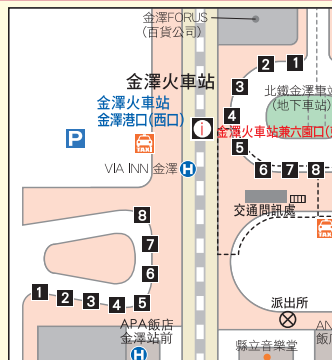 金澤FORUS
(百貨公司)
2
1
3
金澤火車站
北鐵金澤車站
(地下車站)
金澤火車站
金澤港口(西口)
4
i
金澤火車站兼六園口(東
P
TAXI
5
VIA INN 金澤
H
6
7
8
交通問訊處
8
TAXI
7
6
派出所
1
2
3
4
5
APA飯店
金澤站前
AN
H
縣立音樂堂